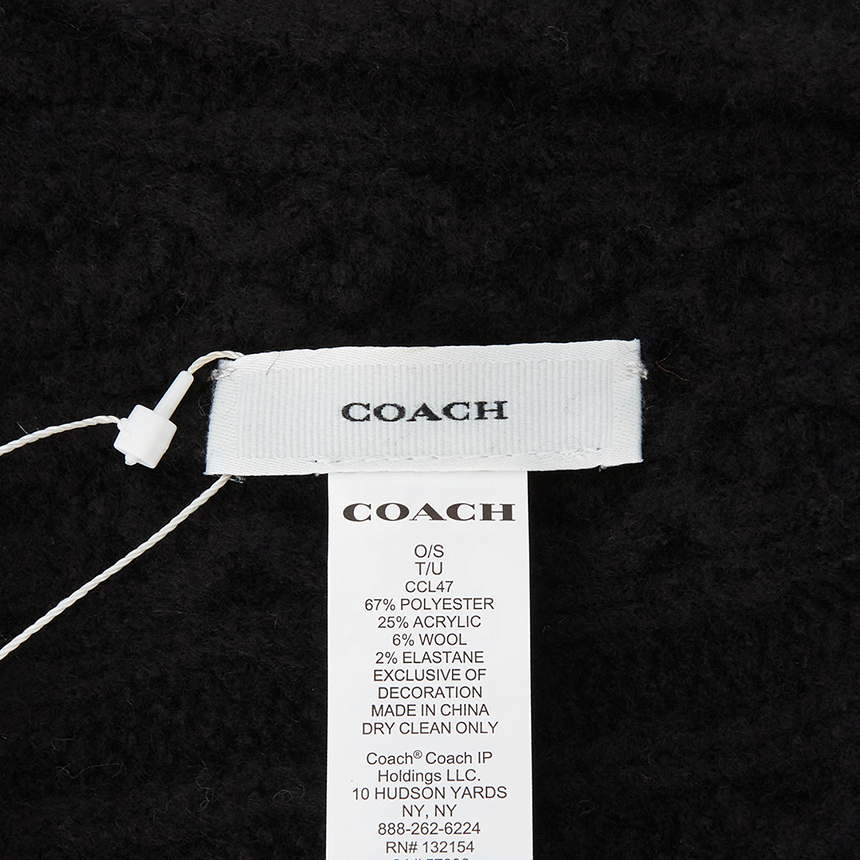 COACH
COACH
O/S
T/U
CCL47
67% POLYESTER
25% ACRYLIC
6% WOOL
2% ELASTANE
EXCLUSIVE OF
DECORATION
MADE IN CHINA
DRY CLEAN ONLY
Coach® Coach IP
Holdings LLC.
10 HUDSON YARDS
NY, NY
888-262-6224
RN# 132154